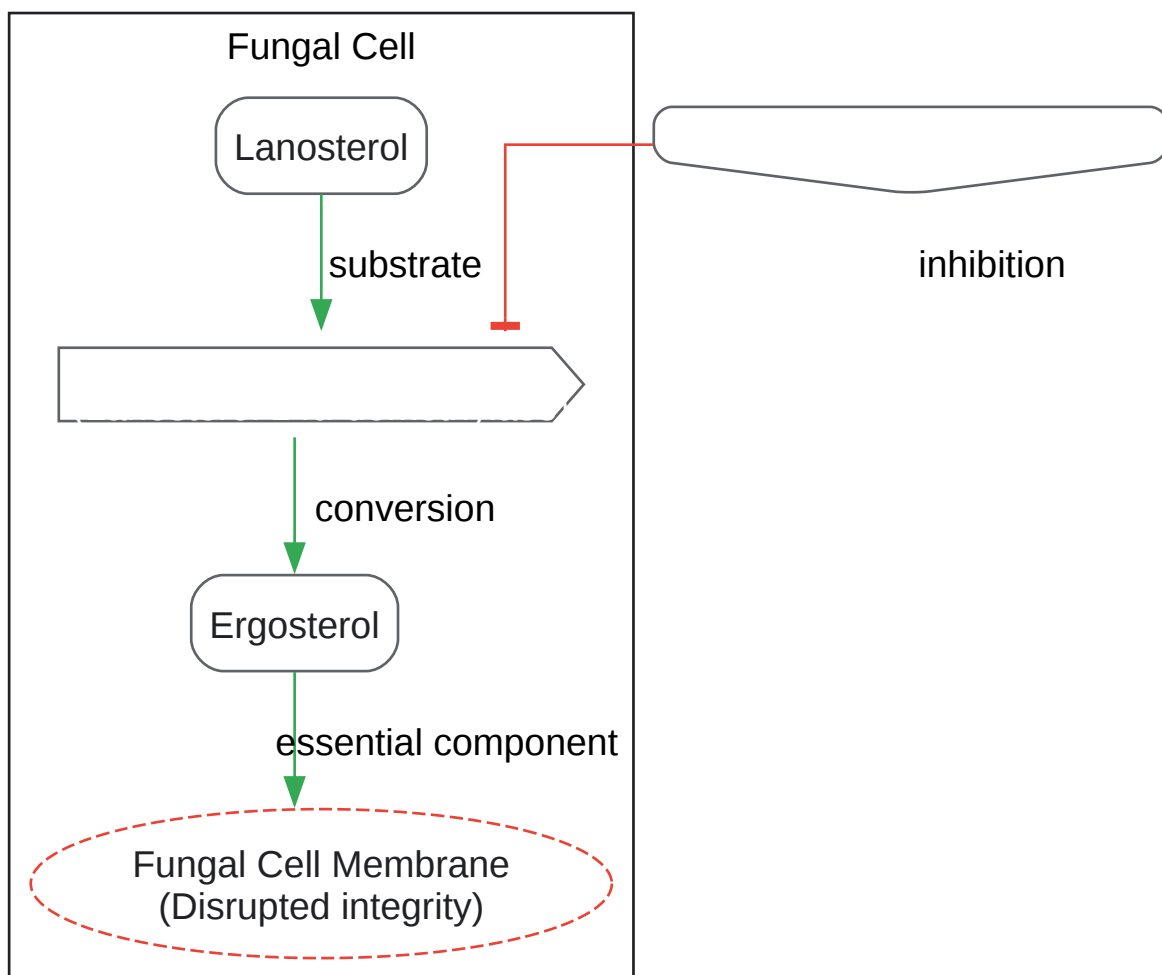 Fungal Cell
Lanosterol
substrate
inhibition
conversion
Ergosterol
essential component
Fungal Cell Membrane
(Disrupted integrity)